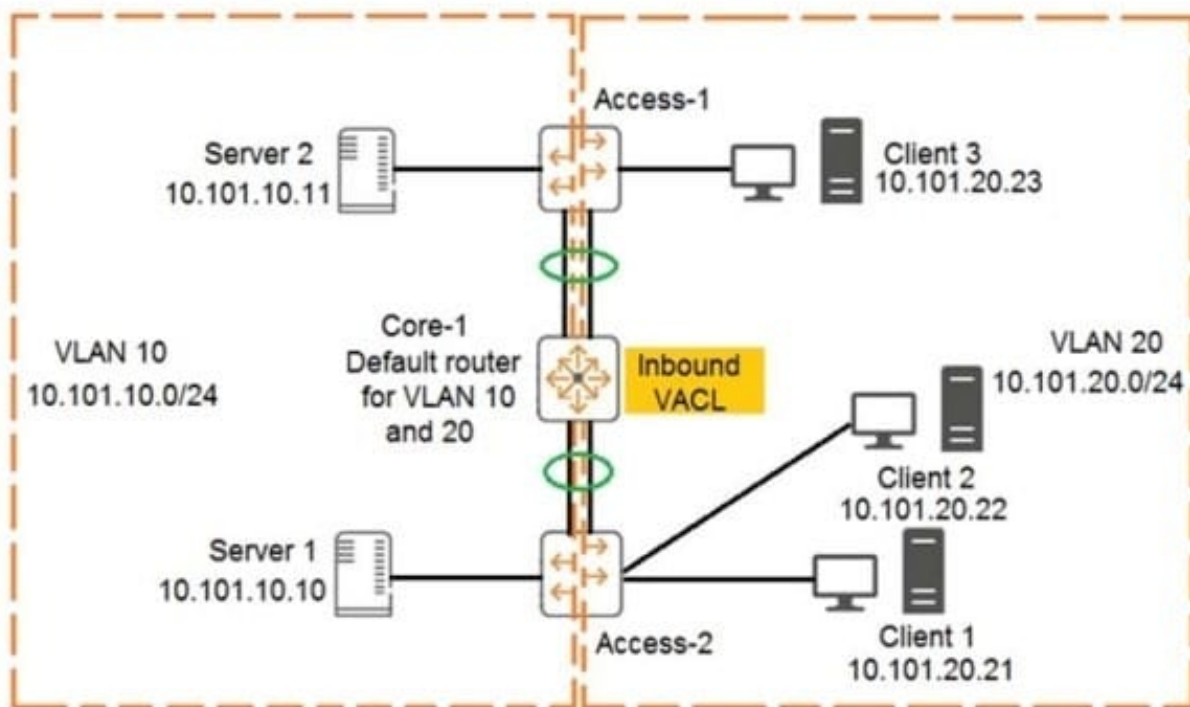 Access-1
Server 2
10.101.10.11
Client 3
10.101.20.23
VLAN 10
10.101.10.0/24
Core-1
Default router
for VLAN 10
and 20
Inbound
VACL
VLAN 20
10.101.20.0/24
Client 2
10.101.20.22
Server 1
10.101.10.10
Access-2
Client 1
10.101.20.21